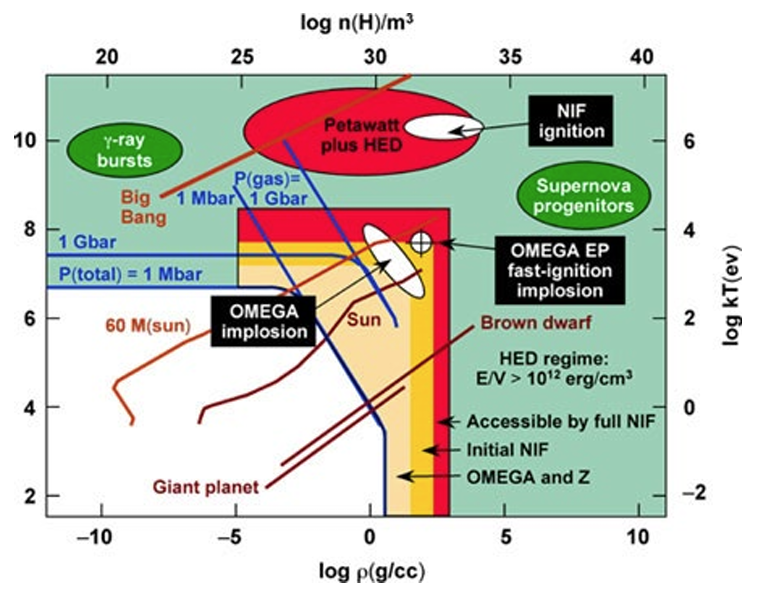 log n(H)/m³
20 25 30 35 40
10
8
6
4
2
6
4
2
0
–2
log kT(ev)
γ-ray
bursts
Big
Bang
Petawatt
plus HED
NIF
ignition
Supernova
progenitors
P(gas)=
1 Mbar
1 Gbar
1 Gbar
P(total) = 1 Mbar
OMEGA EP
fast-ignition
implosion
OMEGA
implosion
60 M(sun)
Sun
Brown dwarf
HED regime:
E/V > 10¹² erg/cm³
Accessible by full NIF
Initial NIF
OMEGA and Z
Giant planet
–10 –5 0 5 10
log ρ(g/cc)